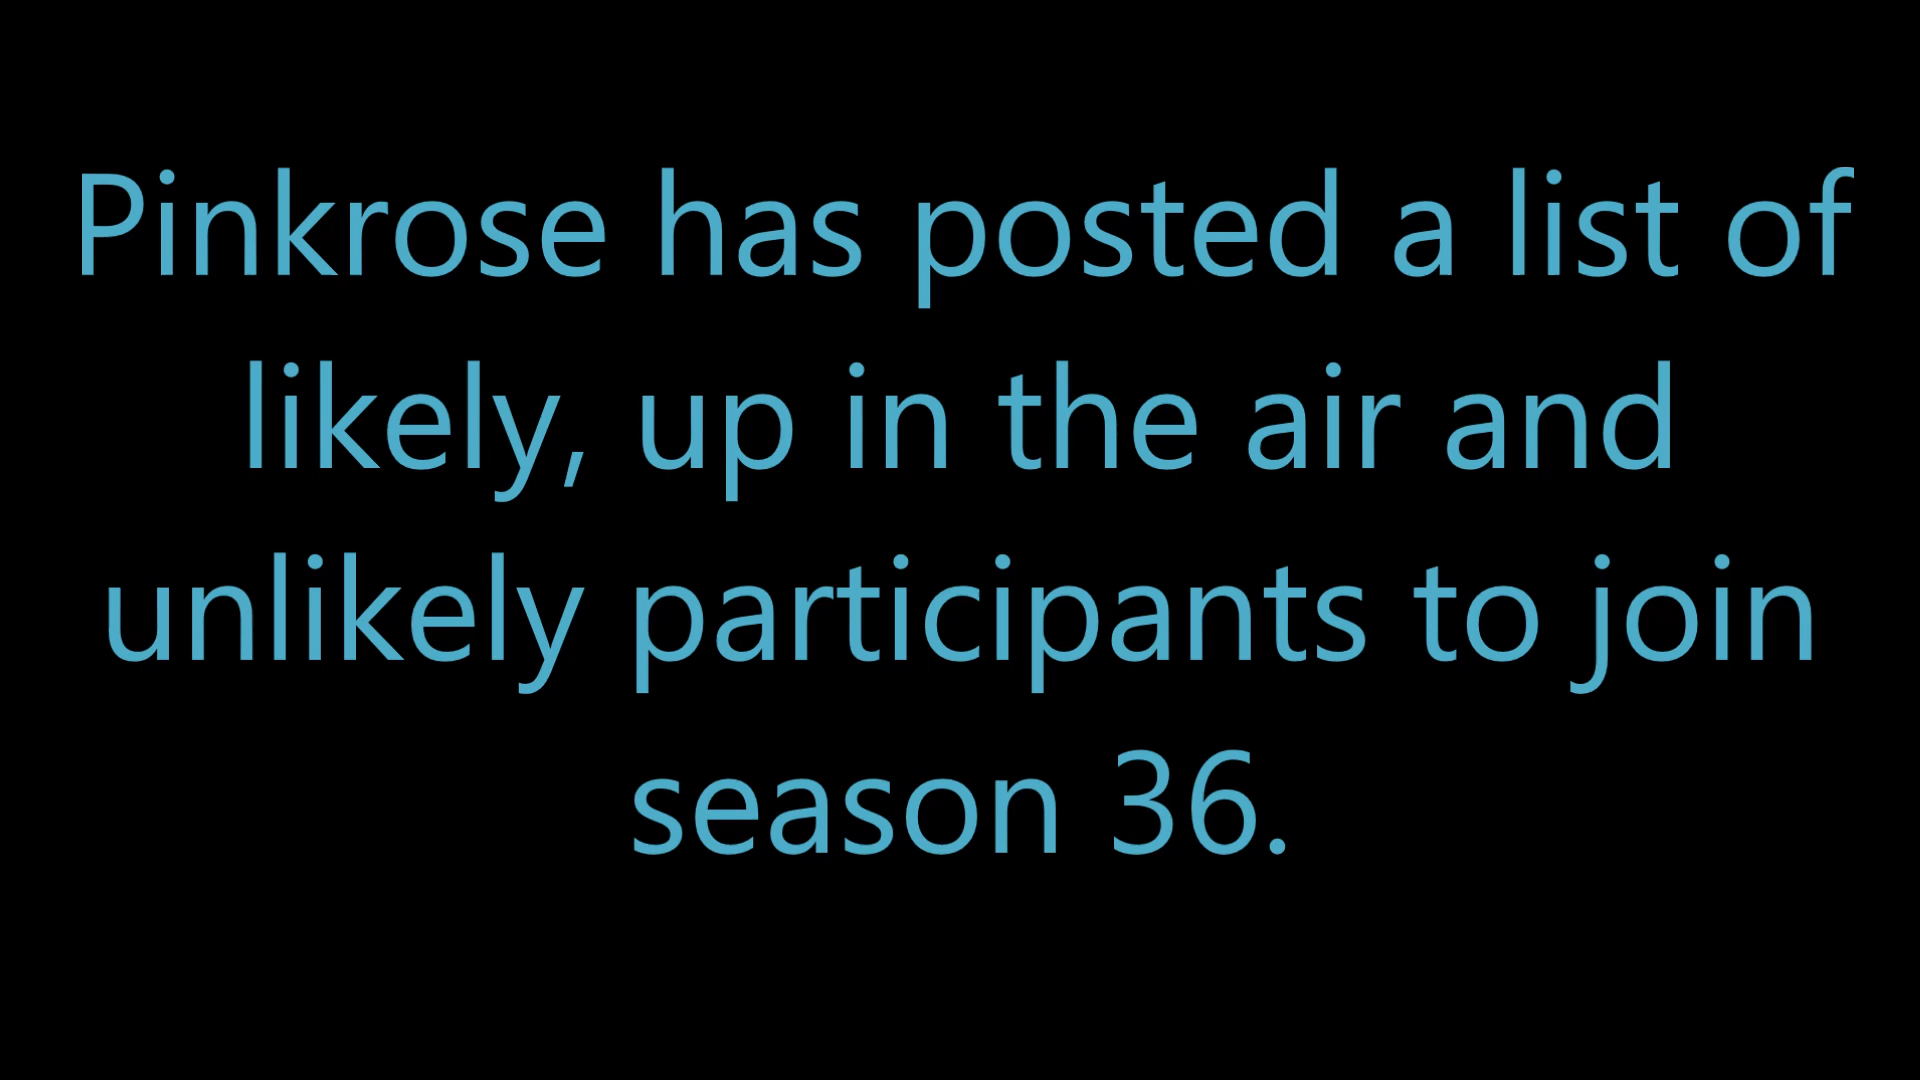 Pinkrose has posted a list of
likely, up in the air and
unlikely participants to join
season 36.